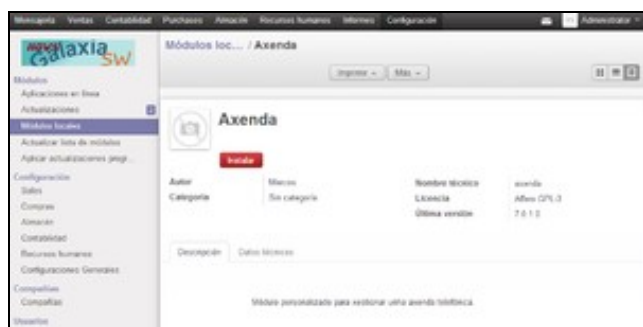 Mensajería Ventas Contabilidad Purchases Almacén Recursos humanos Informes Configuración Administrator
Galaxia
SW
Módulos loc... / Axenda
Imprimir Más
Módulos
Aplicaciones en línea
Actualizaciones
Módulos locales
Actualizar lista de módulos
Aplicar actualizaciones progr...
Configuración
Sales
Compras
Almacén
Contabilidad
Recursos humanos
Configuraciones Generales
Compañías
Compañías
Usuarios
Axenda
Instalar
Autor Marcos
Categoría Sin categoría
Nombre técnico axenda
Licencia Affero GPL-3
Última versión 7.0.1.0
Descripción Datos técnicos
Módulo personalizado para xestionar unha axenda telefónica.